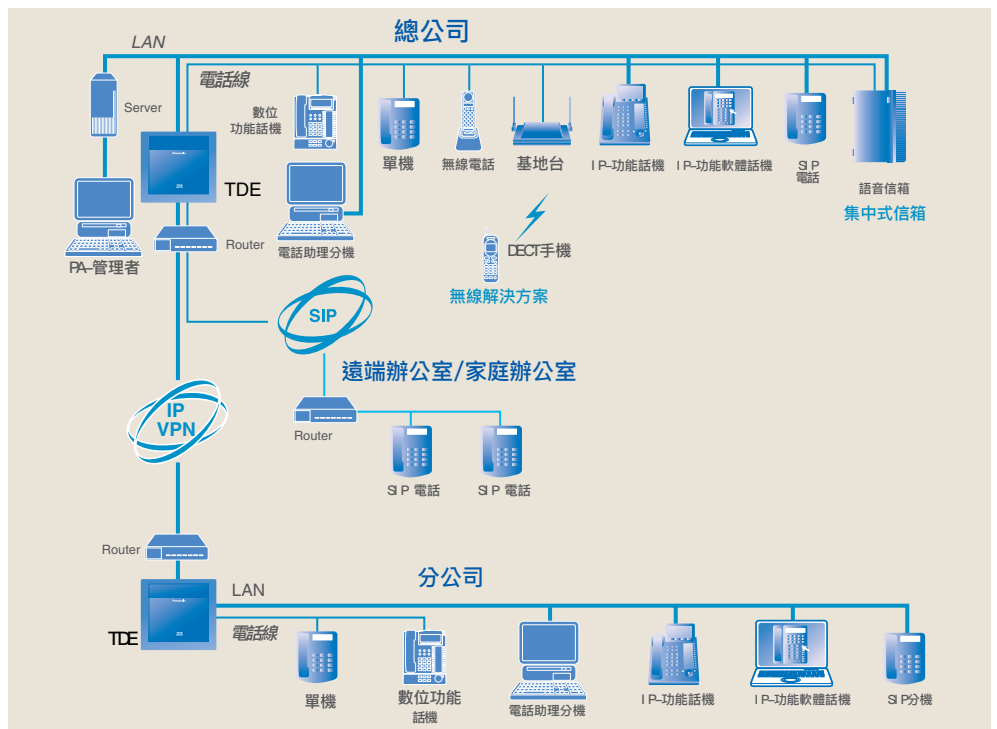 總公司
LAN
電話線
Server
數位
功能話機
單機
無線電話
基地台
IP-功能話機
IP-功能軟體話機
SIP
電話
語音信箱
集中式信箱
TDE
Router
PA-管理者
電話助理分機
DECT手機
無線解決方案
SIP
遠端辦公室/家庭辦公室
Router
SIP 電話
SIP 電話
IP
VPN
Router
分公司
LAN
TDE
電話線
單機
數位功能
話機
電話助理分機
IP-功能話機
IP-功能軟體話機
SIP分機